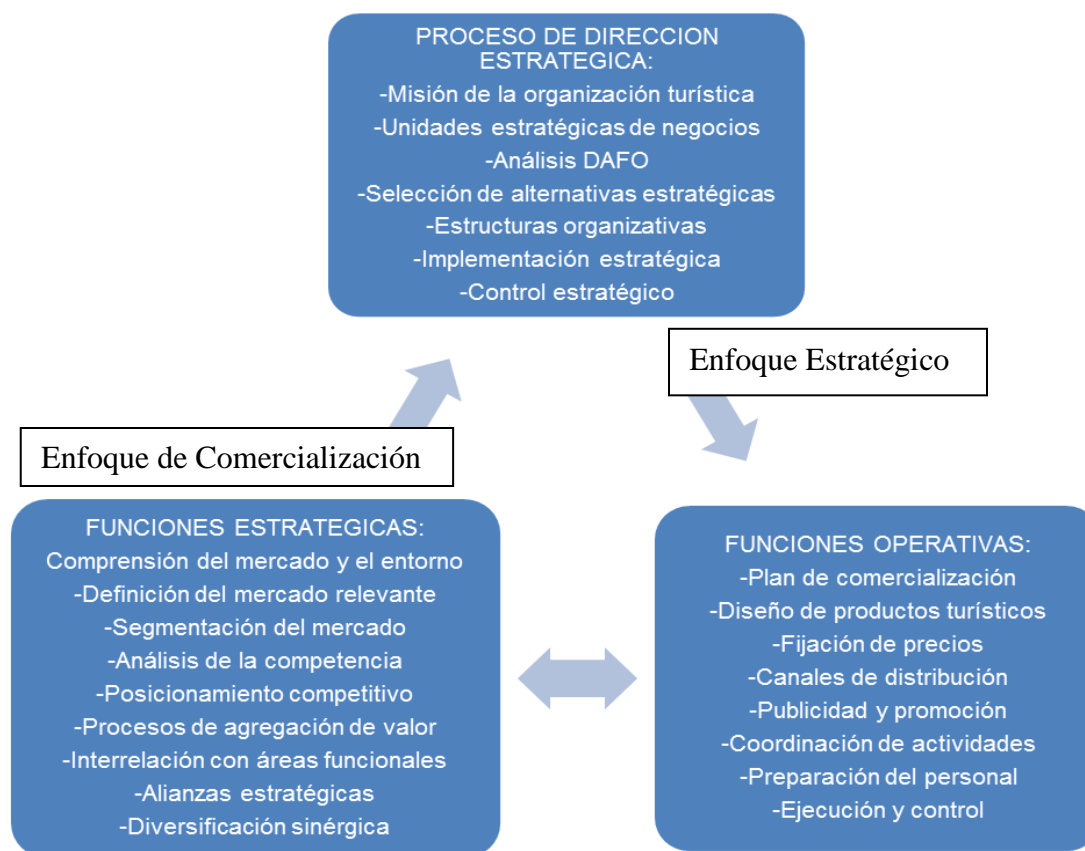 PROCESO DE DIRECCION
ESTRATEGICA:
-Misión de la organización turística
-Unidades estratégicas de negocios
-Análisis DAFO
-Selección de alternativas estratégicas
-Estructuras organizativas
-Implementación estratégica
-Control estratégico
Enfoque Estratégico
Enfoque de Comercialización
FUNCIONES ESTRATEGICAS:
Comprensión del mercado y el entorno
-Definición del mercado relevante
-Segmentación del mercado
-Análisis de la competencia
-Posicionamiento competitivo
-Procesos de agregación de valor
-Interrelación con áreas funcionales
-Alianzas estratégicas
-Diversificación sinérgica
FUNCIONES OPERATIVAS:
-Plan de comercialización
-Diseño de productos turísticos
-Fijación de precios
-Canales de distribución
-Publicidad y promoción
-Coordinación de actividades
-Preparación del personal
-Ejecución y control